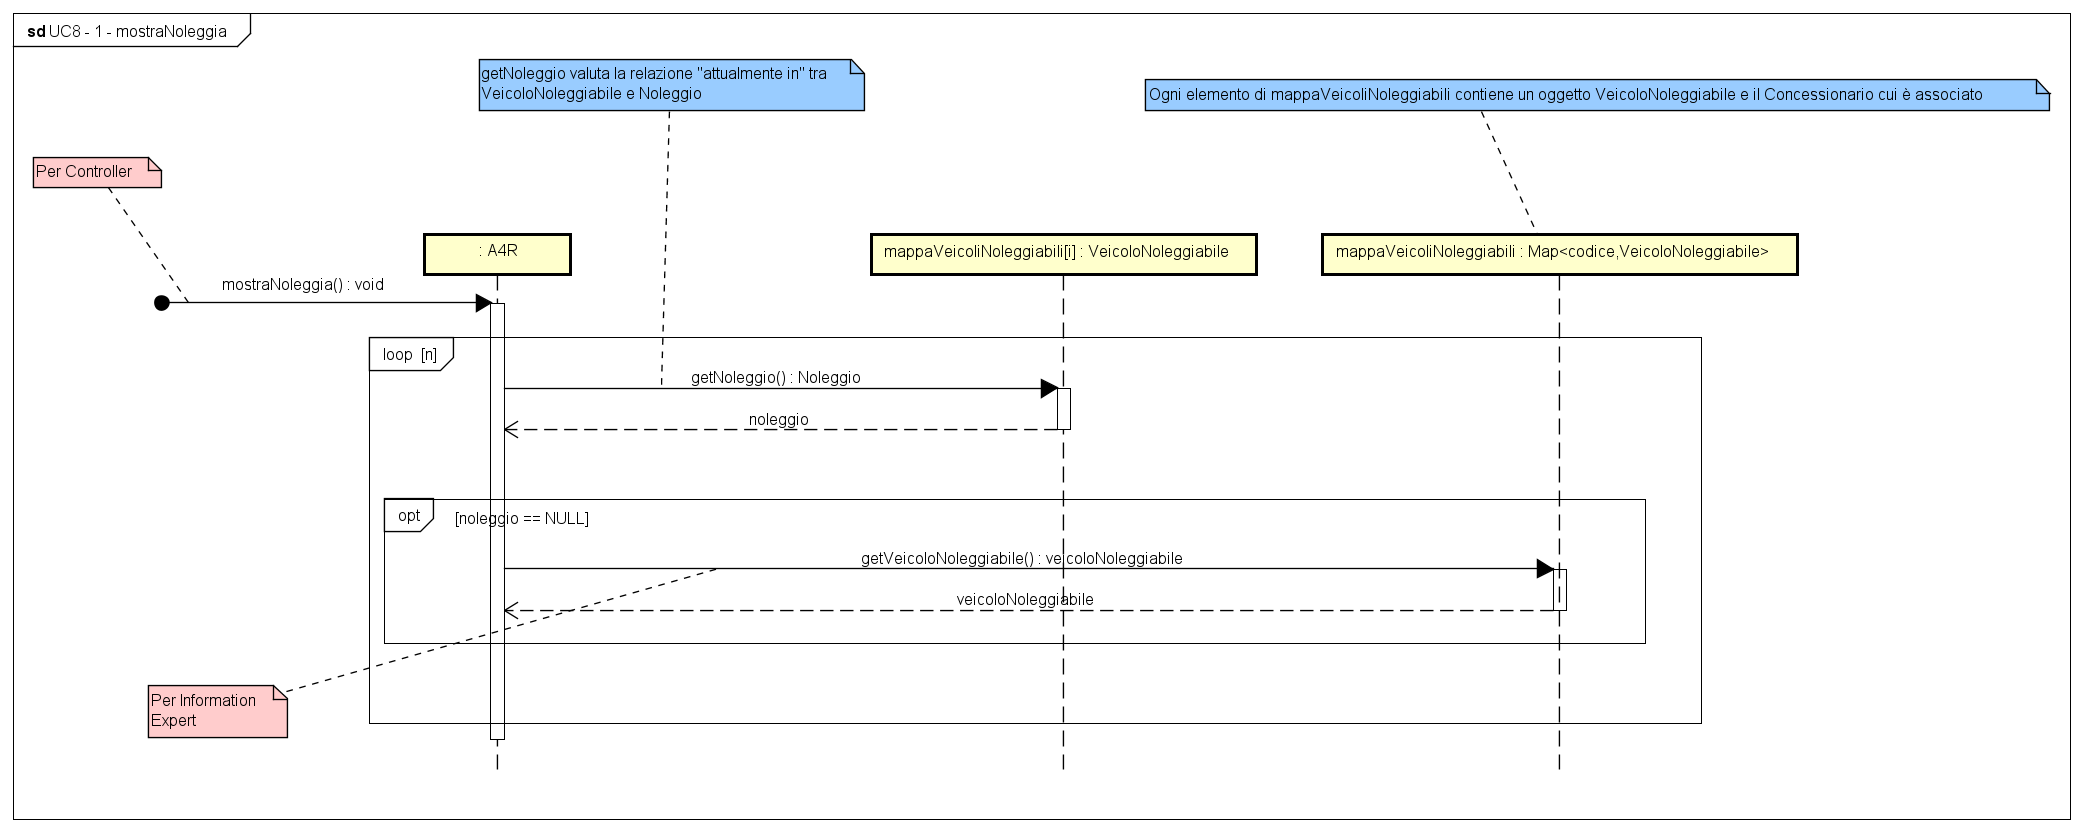 sd UC8 - 1 - mostraNoleggia
getNoleggio valuta la relazione "attualmente in" tra
VeicoloNoleggiabile e Noleggio
Ogni elemento di mappaVeicoliNoleggiabili contiene un oggetto VeicoloNoleggiabile e il Concessionario cui è associato
Per Controller
: A4R
mappaVeicoliNoleggiabili[i] : VeicoloNoleggiabile
mappaVeicoliNoleggiabili : Map<codice,VeicoloNoleggiabile>
mostraNoleggia() : void
loop [n]
getNoleggio() : Noleggio
noleggio
opt
[noleggio == NULL]
getVeicoloNoleggiabile() : veicoloNoleggiabile
veicoloNoleggiabile
Per Information
Expert